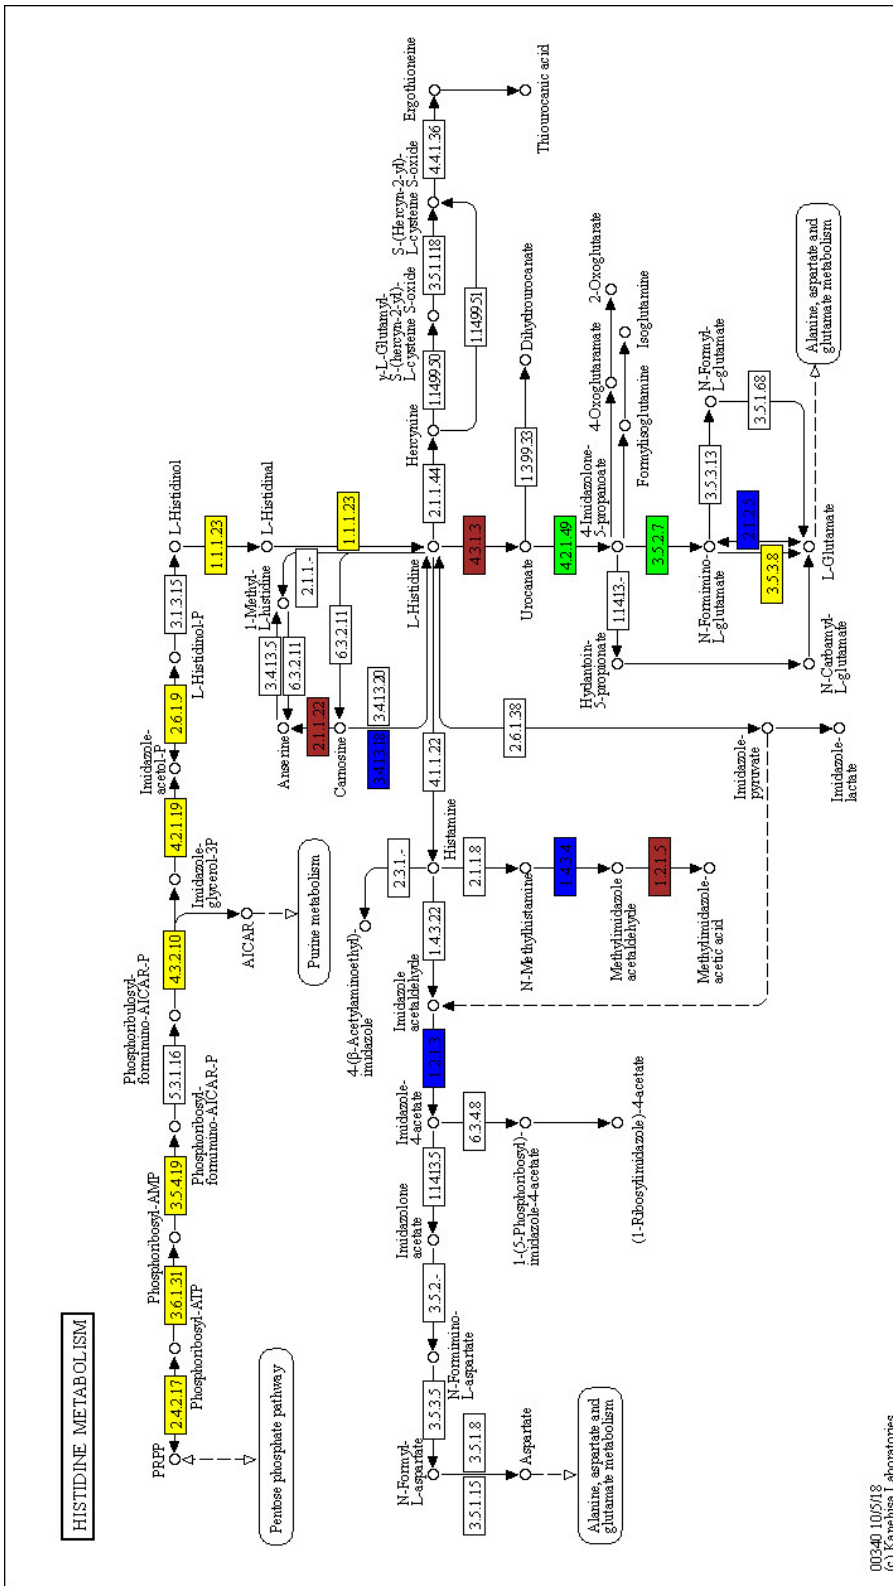 HISTIDINE METABOLISM
Pentose phosphate pathway
PRPP
2.4.2.17
Phosphoribosyl-ATP
3.6.1.31
Phosphoribosyl-AMP
3.5.4.19
Phosphoribosyl-
formimino-AICAR-P
5.3.1.16
Phosphoribulosyl-
formimino-AICAR-P
4.3.2.10
AICAR
Purine metabolism
Imidazole-
glycerol-3P
4.2.1.19
Imidazole-
acetol-P
2.6.1.9
L-Histidinol-P
3.1.3.15
L-Histidinol
1.1.1.23
L-Histidinal
1.1.1.23
Anserine
3.4.13.5
6.3.2.11
1-Methyl-
L-histidine
2.1.1.-
2.1.1.22
Carnosine
6.3.2.11
3.4.13.20
3.4.13.18
N-Formyl-
L-aspartate
3.5.3.5
N-Formimino-
L-aspartate
3.5.2.-
Imidazolone
acetate
1.14.13.5
Imidazole-
4-acetate
1.2.1.3
Imidazole
acetaldehyde
1.4.3.22
Histamine
4.1.1.22
L-Histidine
2.1.1.44
Hercynine
1.14.99.50
γ-L-Glutamyl-
S-(hercyn-2-yl)-
L-cysteine S-oxide
3.5.1.118
S-(Hercyn-2-yl)-
L-cysteine S-oxide
4.4.1.36
Ergothioneine
Thiourocanic acid
1.14.99.51
3.5.1.15
3.5.1.8
Aspartate
Alanine, aspartate and
glutamate metabolism
6.3.4.8
1-(5-Phosphoribosyl)-
imidazole-4-acetate
(1-Ribosylimidazole)-4-acetate
2.3.1.-
4-(β-Acetylaminoethyl)-
imidazole
2.1.1.8
N-Methylhistamine
1.4.3.4
Methylimidazole
acetaldehyde
1.2.1.5
Methylimidazole-
acetic acid
2.6.1.38
Imidazole-
pyruvate
Imidazole-
lactate
4.3.1.3
Urocanate
1.3.99.33
Dihydrourocanate
4.2.1.49
4-Imidazolone-
5-propanoate
4-Oxoglutaramate
2-Oxoglutarate
Formylisoglutamine
Isoglutamine
1.14.13.-
Hydantoin-
5-propionate
3.5.2.7
N-Formimino-
L-glutamate
3.5.3.13
N-Formyl-
L-glutamate
3.5.1.68
2.1.2.5
3.5.3.8
L-Glutamate
N-Carbamyl-
L-glutamate
Alanine, aspartate and
glutamate metabolism
00340 10/5/18
(c) Kanehisa Laboratories